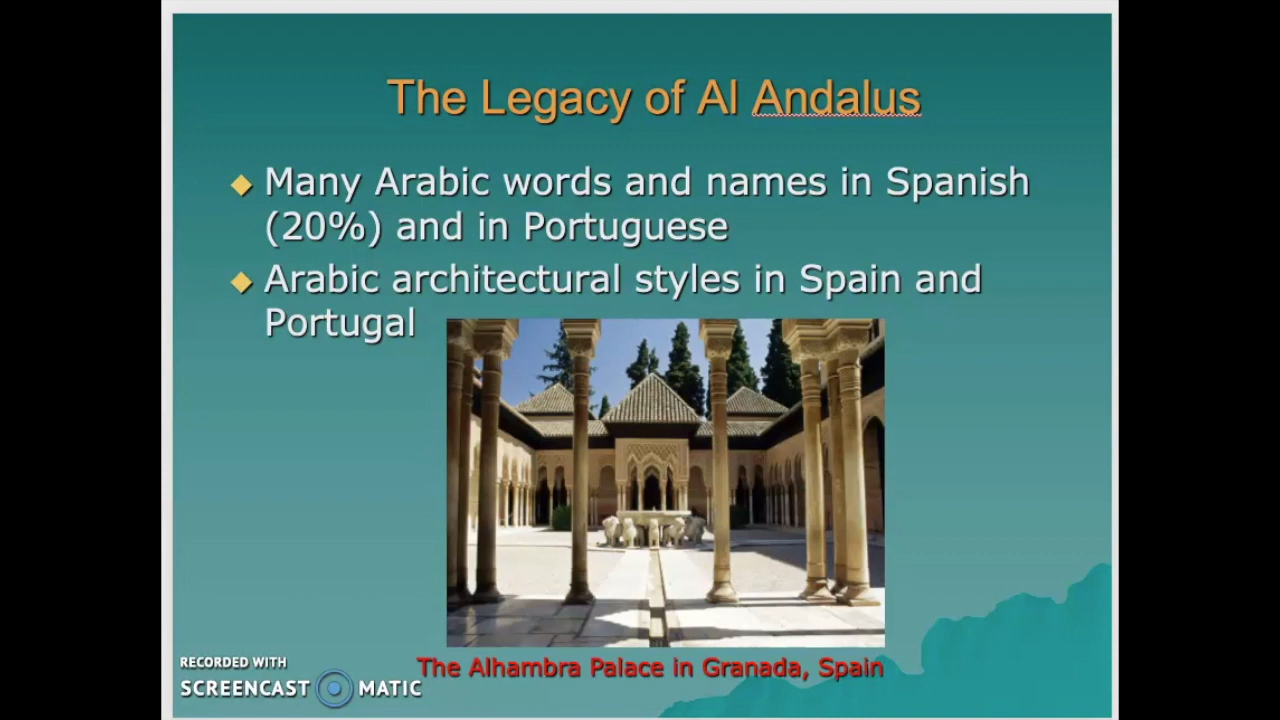 The Legacy of Al Andalus
Many Arabic words and names in Spanish
(20%) and in Portuguese
Arabic architectural styles in Spain and
Portugal
The Alhambra Palace in Granada, Spain
RECORDED WITH
SCREENCAST MATIC